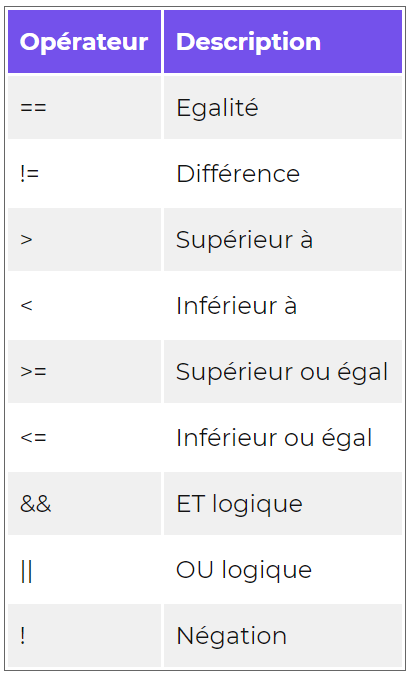 Opérateur Description
== Egalité
!= Différence
> Supérieur à
< Inférieur à
>= Supérieur ou égal
<= Inférieur ou égal
&& ET logique
|| OU logique
! Négation